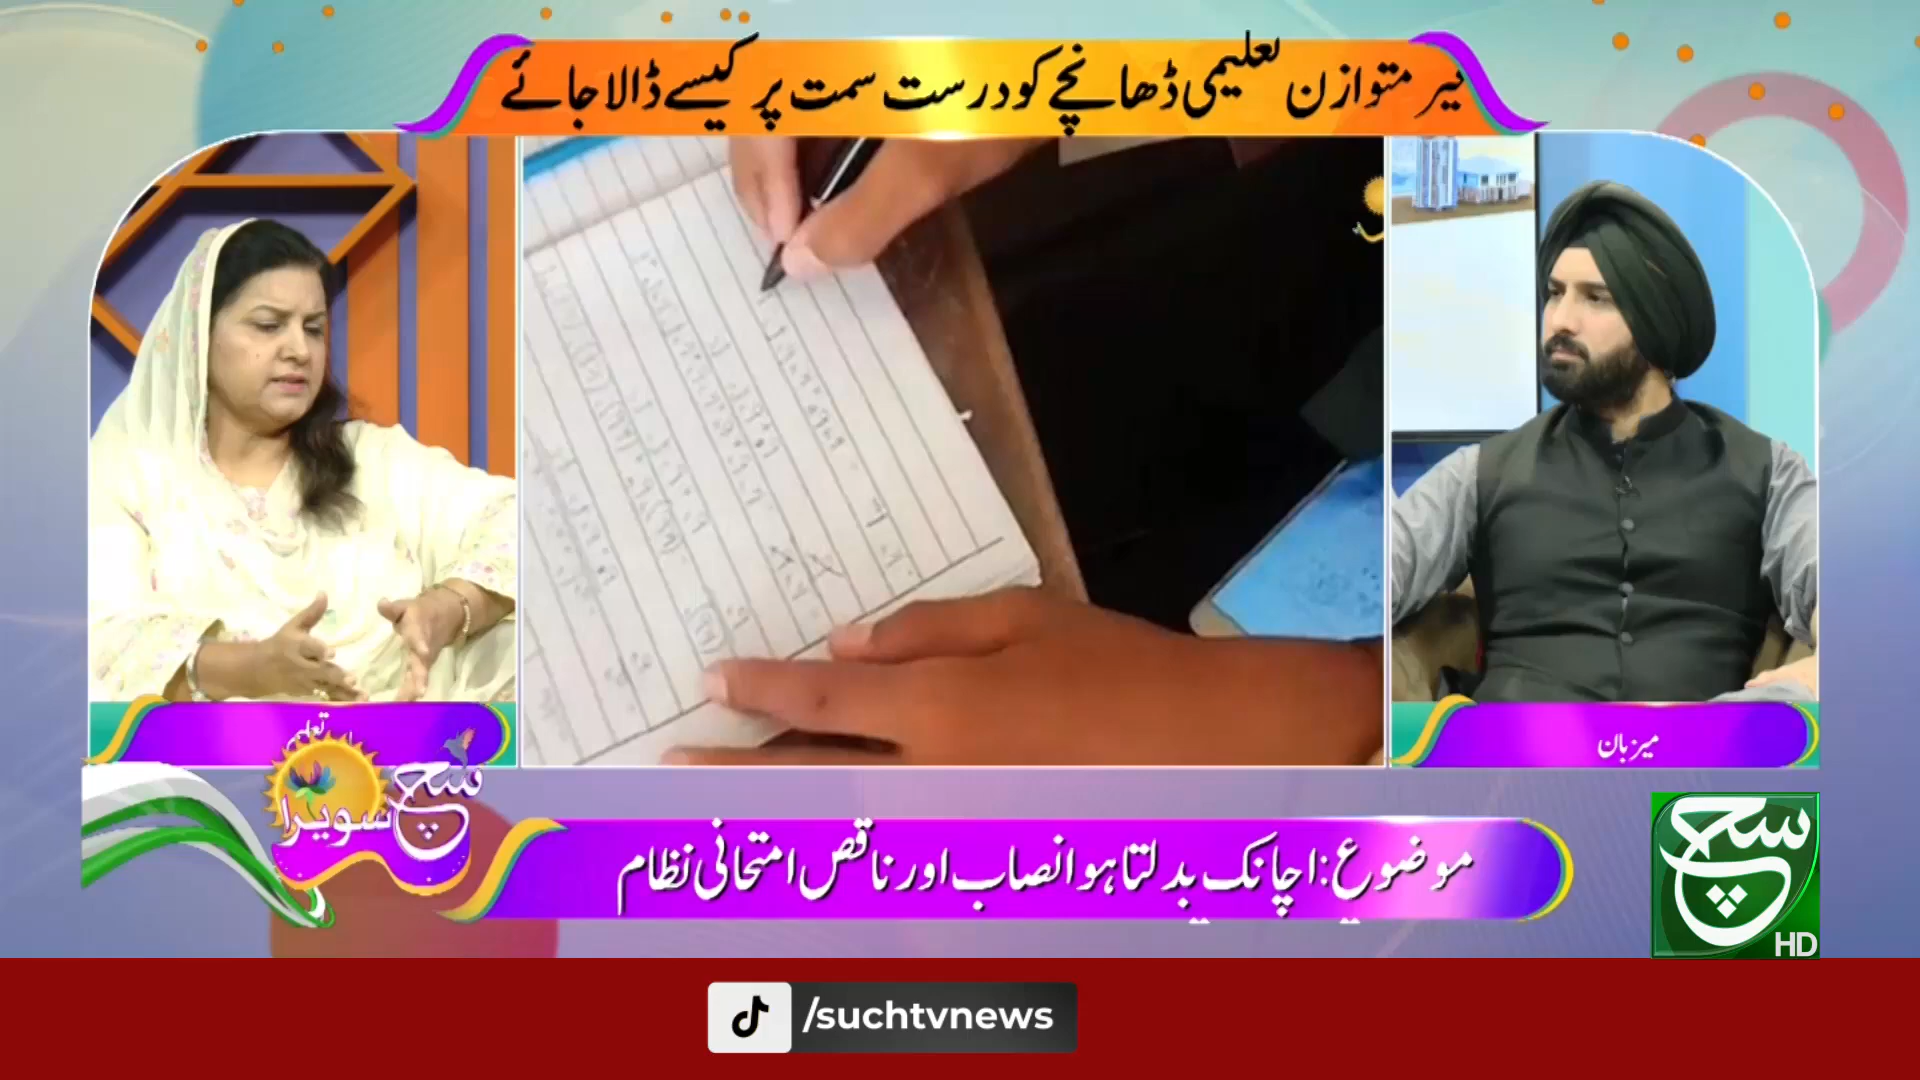 غیر متوازن تعلیمی ڈھانچے کو درست سمت پر کیسے ڈالا جائے
میزبان
سچ سویرا
موضوع: اچانک بدلتا ہوا نصاب اور ناقص امتحانی نظام
سچ
HD
/suchtvnews